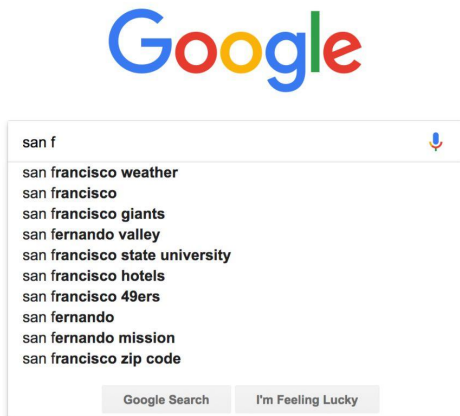 Google
san f
san francisco weather
san francisco
san francisco giants
san fernando valley
san francisco state university
san francisco hotels
san francisco 49ers
san fernando
san fernando mission
san francisco zip code
Google Search I'm Feeling Lucky